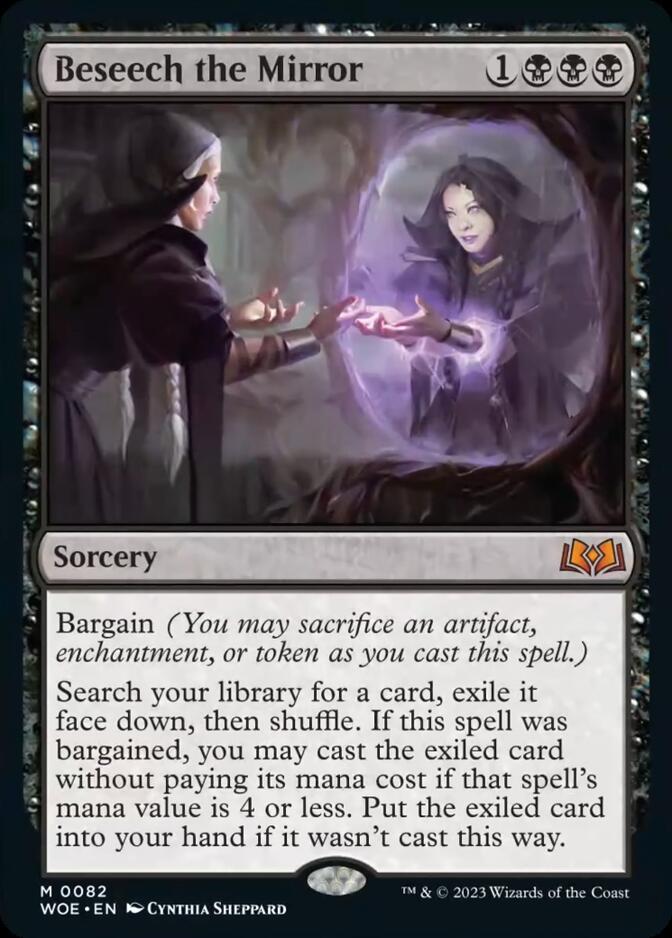 Beseech the Mirror 1
Sorcery
Bargain (You may sacrifice an artifact,
enchantment, or token as you cast this spell.)
Search your library for a card, exile it
face down, then shuffle. If this spell was
bargained, you may cast the exiled card
without paying its mana cost if that spell's
mana value is 4 or less. Put the exiled card
into your hand if it wasn't cast this way.
M 0082
™ & © 2023 Wizards of the Coast
WOE • EN Cynthia Sheppard